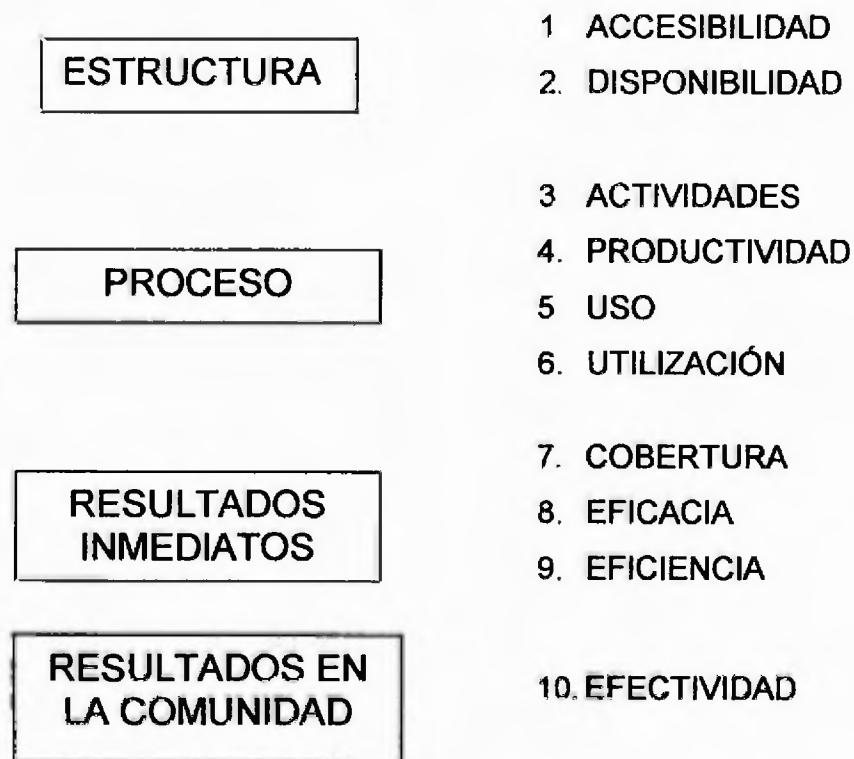 ESTRUCTURA
1 ACCESIBILIDAD
2. DISPONIBILIDAD
PROCESO
3 ACTIVIDADES
4. PRODUCTIVIDAD
5 USO
6. UTILIZACIÓN
RESULTADOS
INMEDIATOS
7. COBERTURA
8. EFICACIA
9. EFICIENCIA
RESULTADOS EN
LA COMUNIDAD
10. EFECTIVIDAD